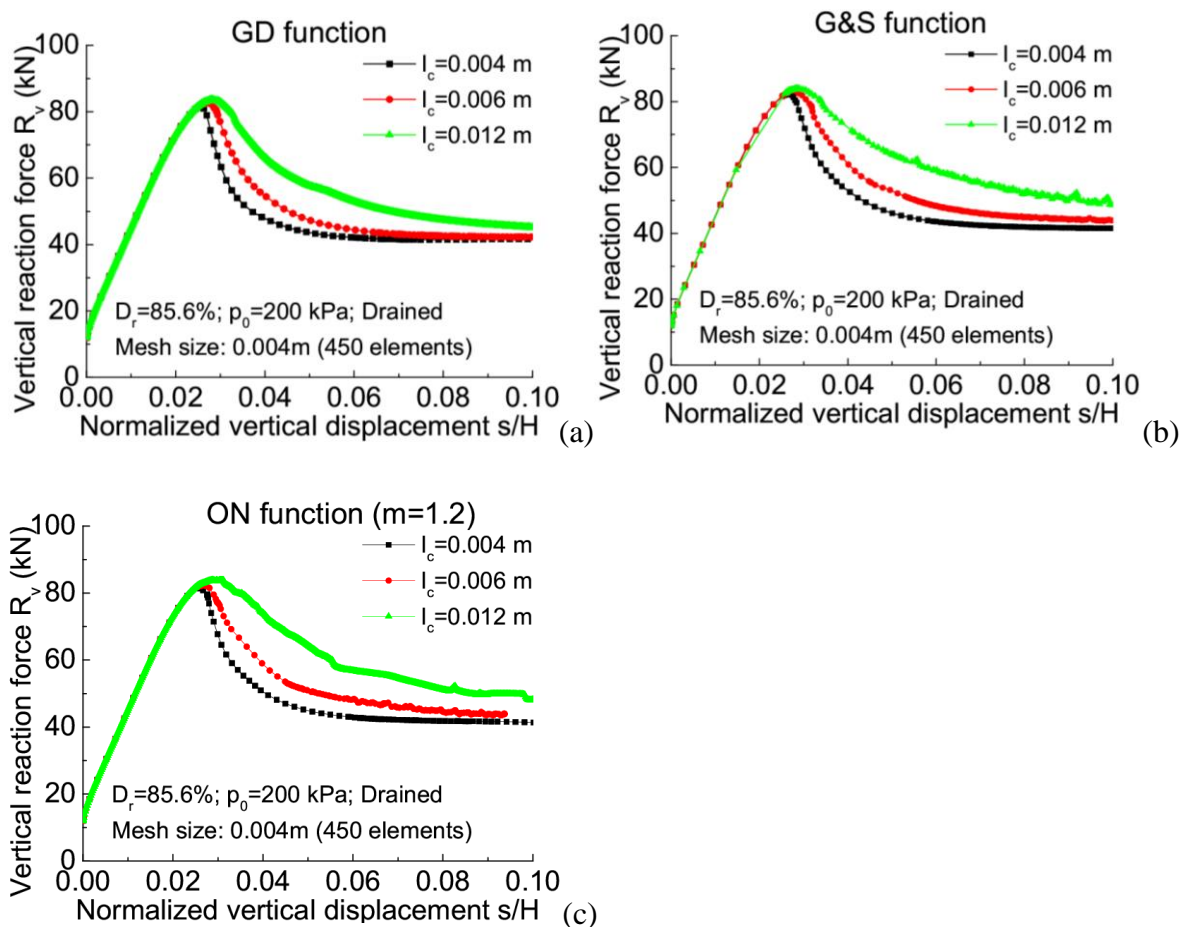 GD function
l_c=0.004 m
l_c=0.006 m
l_c=0.012 m
D_r=85.6%; p_0=200 kPa; Drained
Mesh size: 0.004m (450 elements)
Vertical reaction force R_v (kN)
100
80
60
40
20
0
0.00 0.02 0.04 0.06 0.08 0.10
Normalized vertical displacement s/H
(a)
G&S function
l_c=0.004 m
l_c=0.006 m
l_c=0.012 m
D_r=85.6%; p_0=200 kPa; Drained
Mesh size: 0.004m (450 elements)
Vertical reaction force R_v (kN)
100
80
60
40
20
0
0.00 0.02 0.04 0.06 0.08 0.10
Normalized vertical displacement s/H
(b)
ON function (m=1.2)
l_c=0.004 m
l_c=0.006 m
l_c=0.012 m
D_r=85.6%; p_0=200 kPa; Drained
Mesh size: 0.004m (450 elements)
Vertical reaction force R_v (kN)
100
80
60
40
20
0
0.00 0.02 0.04 0.06 0.08 0.10
Normalized vertical displacement s/H
(c)